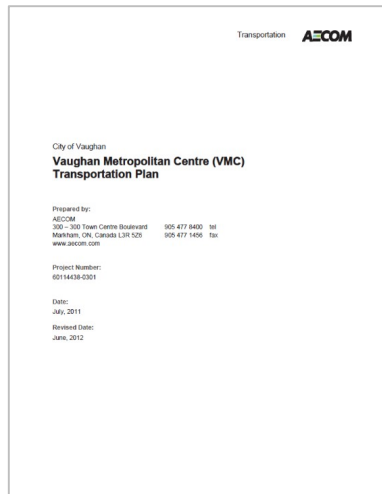 Transportation AECOM
City of Vaughan
Vaughan Metropolitan Centre (VMC)
Transportation Plan
Prepared by:
AECOM
300 – 300 Town Centre Boulevard 905 477 8400 tel
Markham, ON, Canada L3R 5Z6 905 477 1456 fax
www.aecom.com
Project Number:
60114438-0301
Date:
July, 2011
Revised Date:
June, 2012